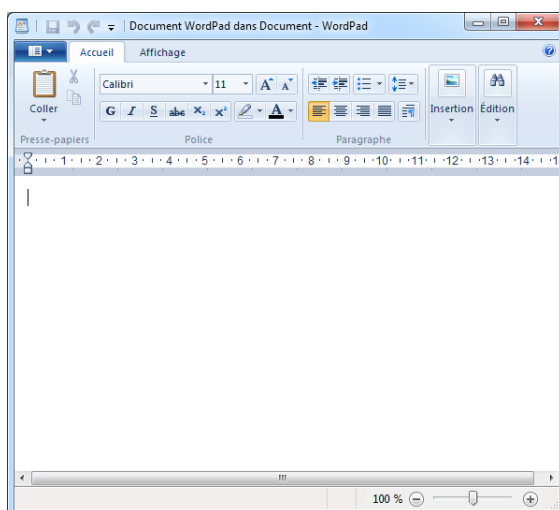 Document WordPad dans Document - WordPad
Accueil Affichage
Coller
Calibri 11 A A
G I S abc X₂ X² A
Insertion Édition
Presse-papiers Police Paragraphe
1 2 3 4 5 6 7 8 9 10 11 12 13 14
100 %